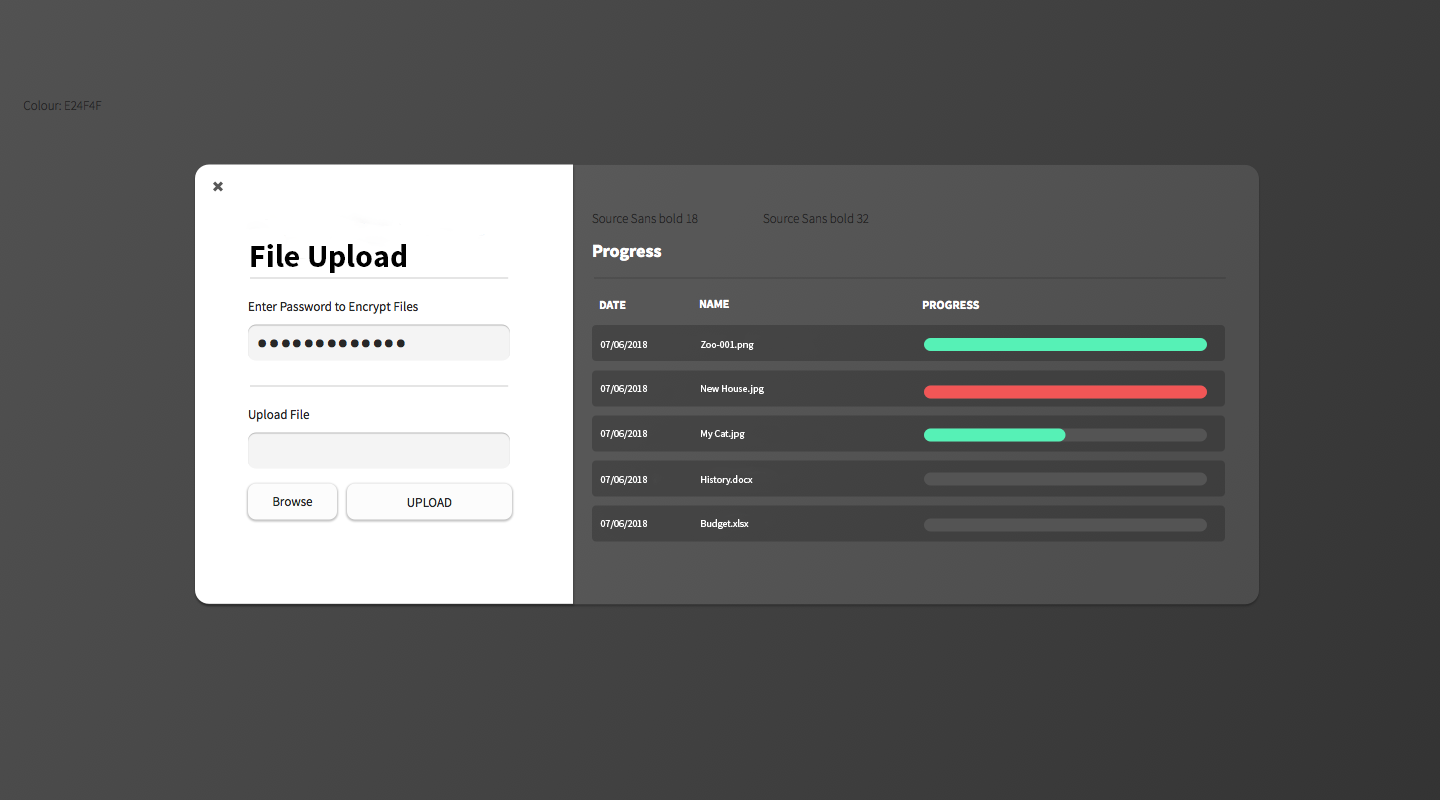 Colour: E24F4F
✖
File Upload
Enter Password to Encrypt Files
●●●●●●●●●●●●●
Upload File
Browse UPLOAD
Source Sans bold 18 Source Sans bold 32
Progress
DATE NAME PROGRESS
07/06/2018 Zoo-001.png
07/06/2018 New House.jpg
07/06/2018 My Cat.jpg
07/06/2018 History.docx
07/06/2018 Budget.xlsx